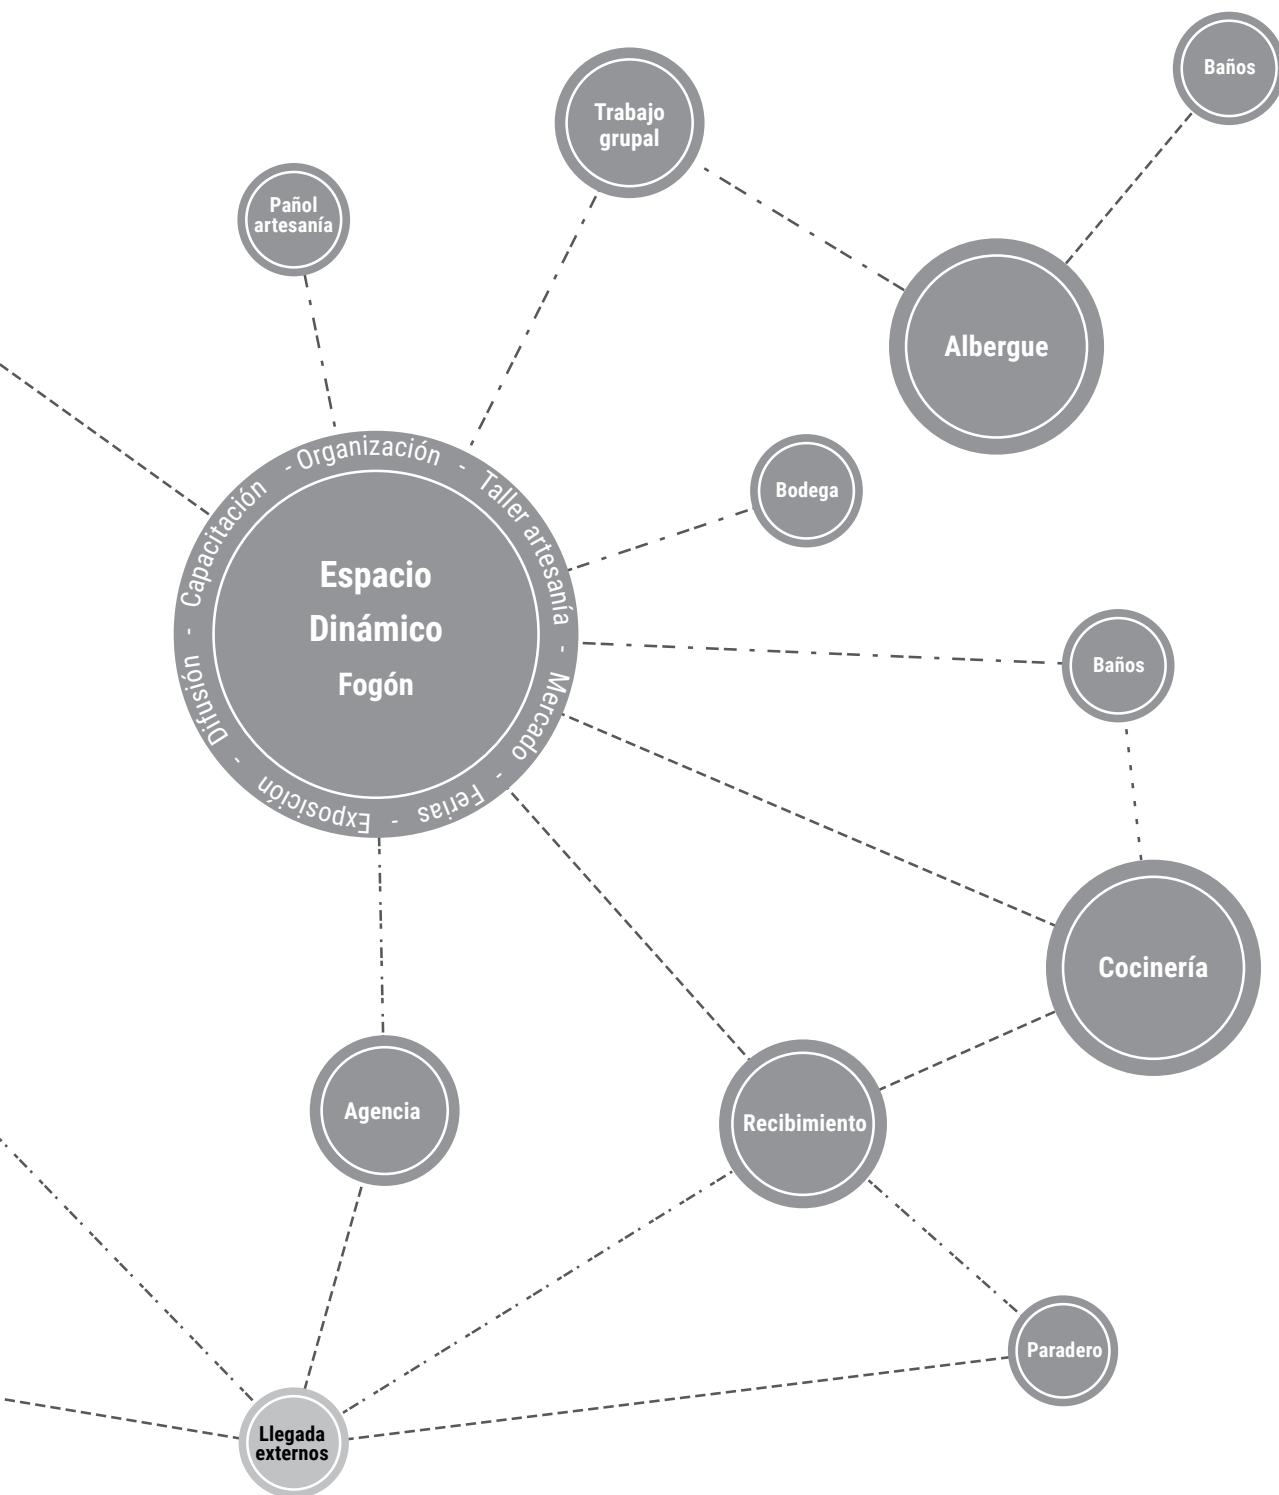 Baños
Trabajo
grupal
Pañol
artesanía
Albergue
Bodega
- Organización - Taller artesanía - Mercado - Ferias - Exposición - Difusión - Capacitación
Espacio
Dinámico
Fogón
Baños
Cocinería
Agencia
Recibimiento
Paradero
Llegada
externos